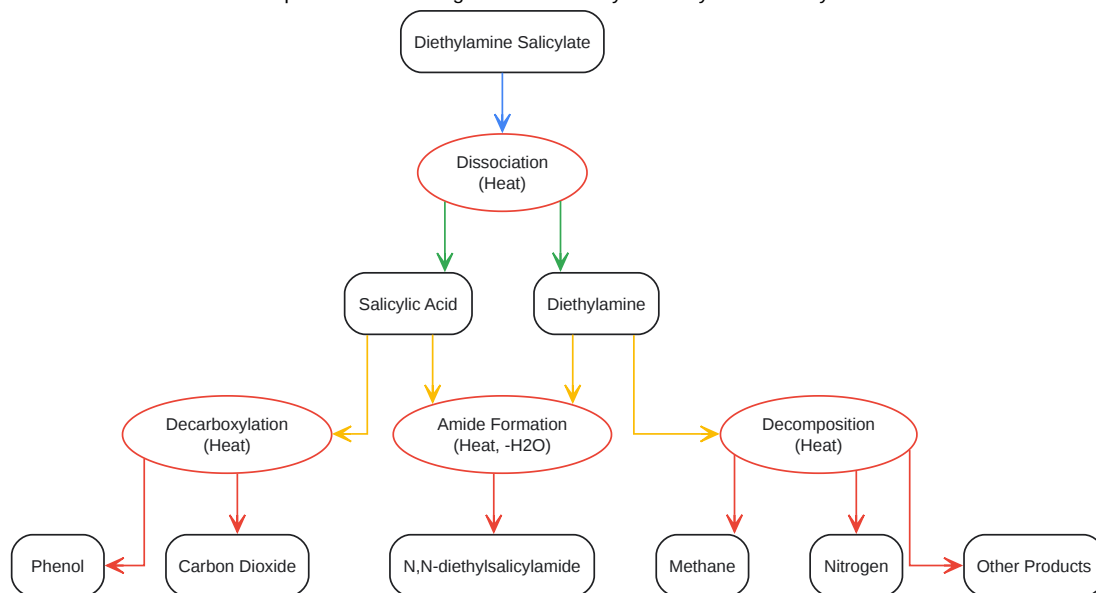 Diethylamine Salicylate
Dissociation
(Heat)
Salicylic Acid
Diethylamine
Decarboxylation
(Heat)
Amide Formation
(Heat, -H2O)
Decomposition
(Heat)
Phenol
Carbon Dioxide
N,N-diethylsalicylamide
Methane
Nitrogen
Other Products